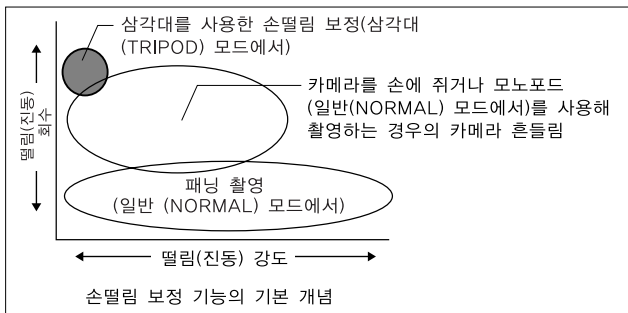 삼각대를 사용한 손떨림 보정(삼각대
(TRIPOD) 모드에서)
카메라를 손에 쥐거나 모노포드
(일반(NORMAL) 모드에서)를 사용해
촬영하는 경우의 카메라 흔들림
떨림(진동)
회수
패닝 촬영
(일반 (NORMAL) 모드에서)
떨림(진동) 강도
손떨림 보정 기능의 기본 개념